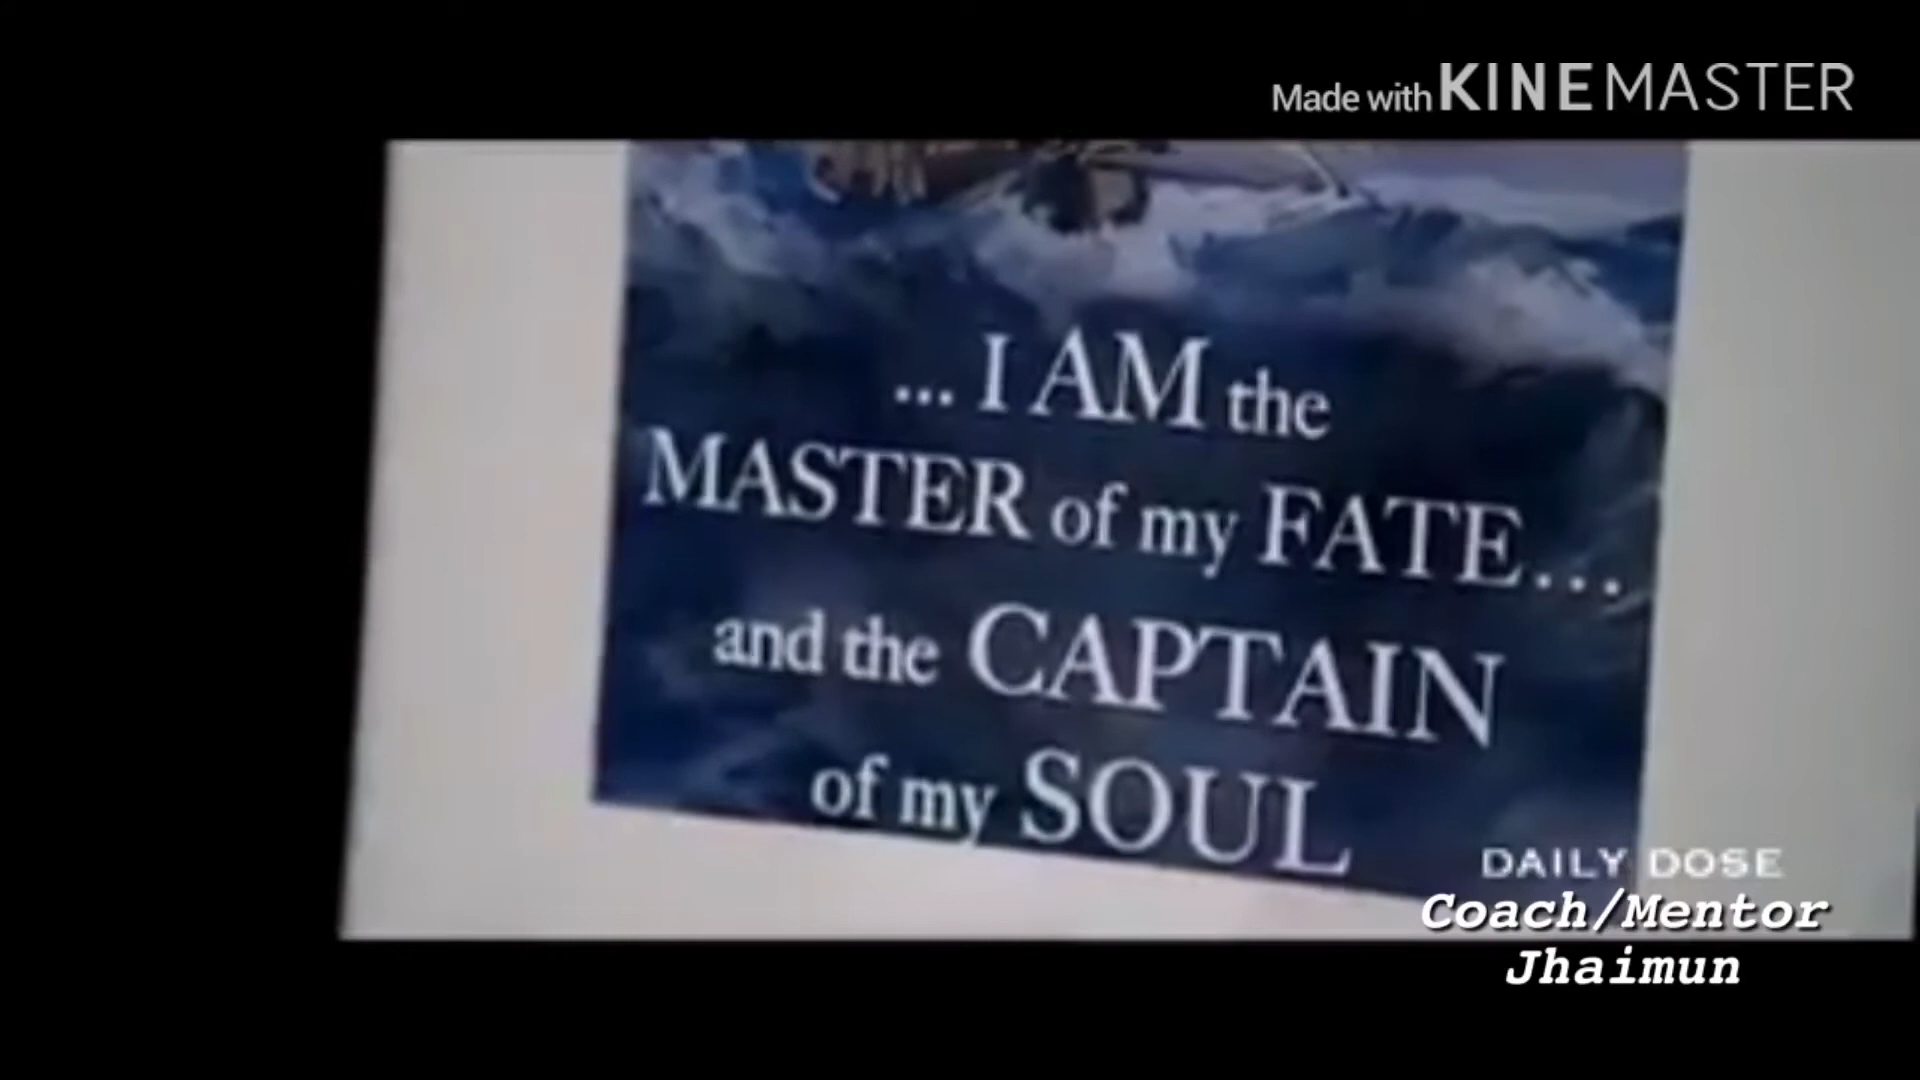 Made with KINEMASTER
... I AM the
MASTER of my FATE...
and the CAPTAIN
of my SOUL
DAILY DOSE
Coach/Mentor
Jhaimun